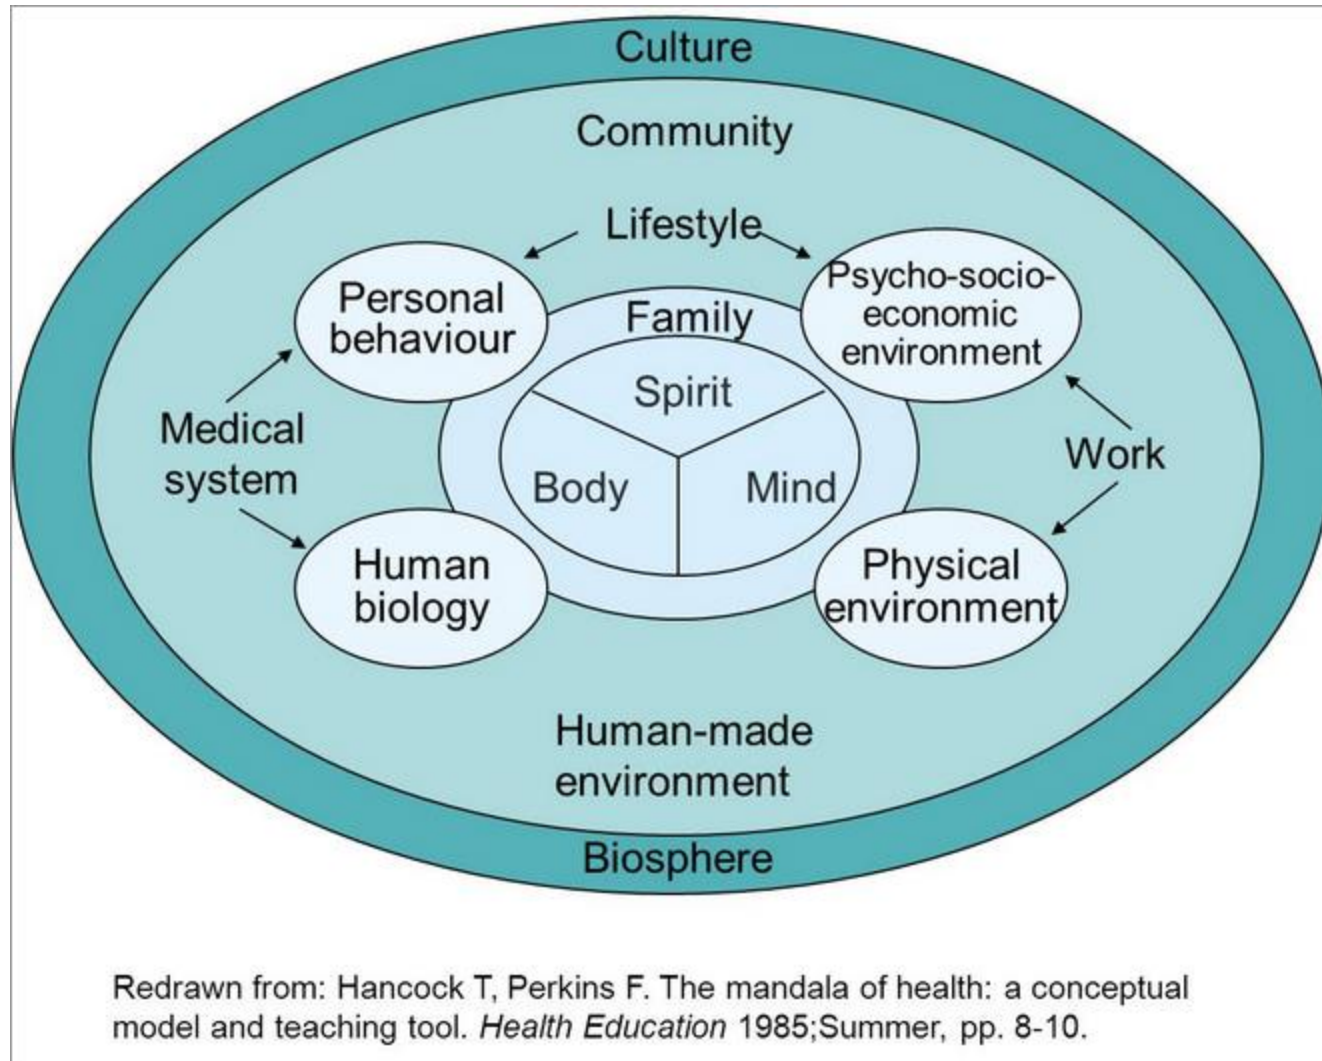 Culture
Community
Lifestyle
Personal
behaviour
Psycho-socio-
economic
environment
Family
Spirit
Medical
system
Body
Mind
Work
Human
biology
Physical
environment
Human-made
environment
Biosphere
Redrawn from: Hancock T, Perkins F. The mandala of health: a conceptual
model and teaching tool. Health Education 1985;Summer, pp. 8-10.